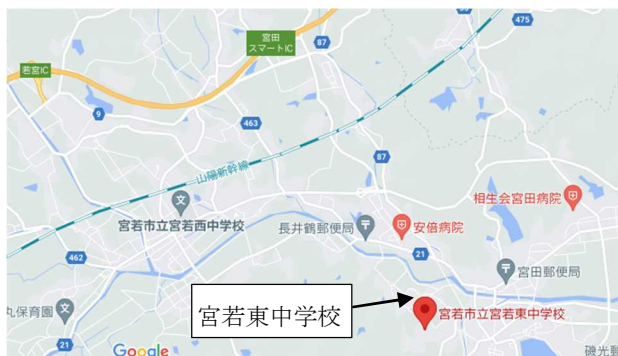 475
宮田
スマートIC
87
若宮IC
9
463
山陽新幹線
87
相生会宮田病院
宮若市立宮若西中学校
長井鶴郵便局
安倍病院
462
21
宮田郵便局
宮若東中学校
宮若市立宮若東中学校
丸保育園
21
Google
磯光郵